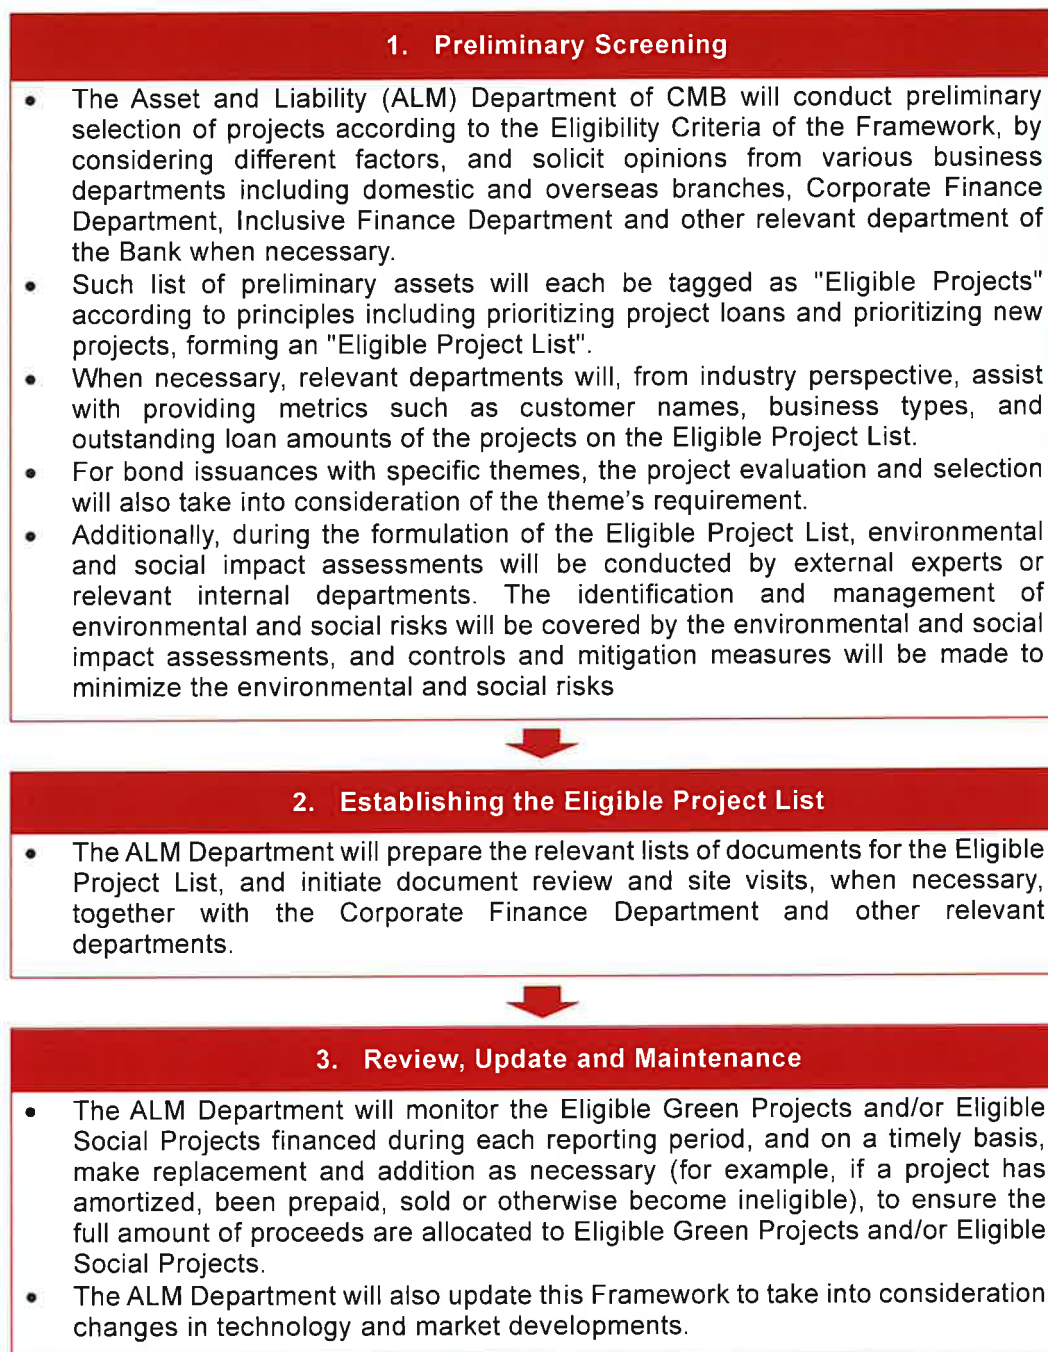 1. Preliminary Screening
• The Asset and Liability (ALM) Department of CMB will conduct preliminary
selection of projects according to the Eligibility Criteria of the Framework, by
considering different factors, and solicit opinions from various business
departments including domestic and overseas branches, Corporate Finance
Department, Inclusive Finance Department and other relevant department of
the Bank when necessary.
• Such list of preliminary assets will each be tagged as "Eligible Projects"
according to principles including prioritizing project loans and prioritizing new
projects, forming an "Eligible Project List".
• When necessary, relevant departments will, from industry perspective, assist
with providing metrics such as customer names, business types, and
outstanding loan amounts of the projects on the Eligible Project List.
• For bond issuances with specific themes, the project evaluation and selection
will also take into consideration of the theme's requirement.
• Additionally, during the formulation of the Eligible Project List, environmental
and social impact assessments will be conducted by external experts or
relevant internal departments. The identification and management of
environmental and social risks will be covered by the environmental and social
impact assessments, and controls and mitigation measures will be made to
minimize the environmental and social risks
2. Establishing the Eligible Project List
• The ALM Department will prepare the relevant lists of documents for the Eligible
Project List, and initiate document review and site visits, when necessary,
together with the Corporate Finance Department and other relevant
departments.
3. Review, Update and Maintenance
• The ALM Department will monitor the Eligible Green Projects and/or Eligible
Social Projects financed during each reporting period, and on a timely basis,
make replacement and addition as necessary (for example, if a project has
amortized, been prepaid, sold or otherwise become ineligible), to ensure the
full amount of proceeds are allocated to Eligible Green Projects and/or Eligible
Social Projects.
• The ALM Department will also update this Framework to take into consideration
changes in technology and market developments.